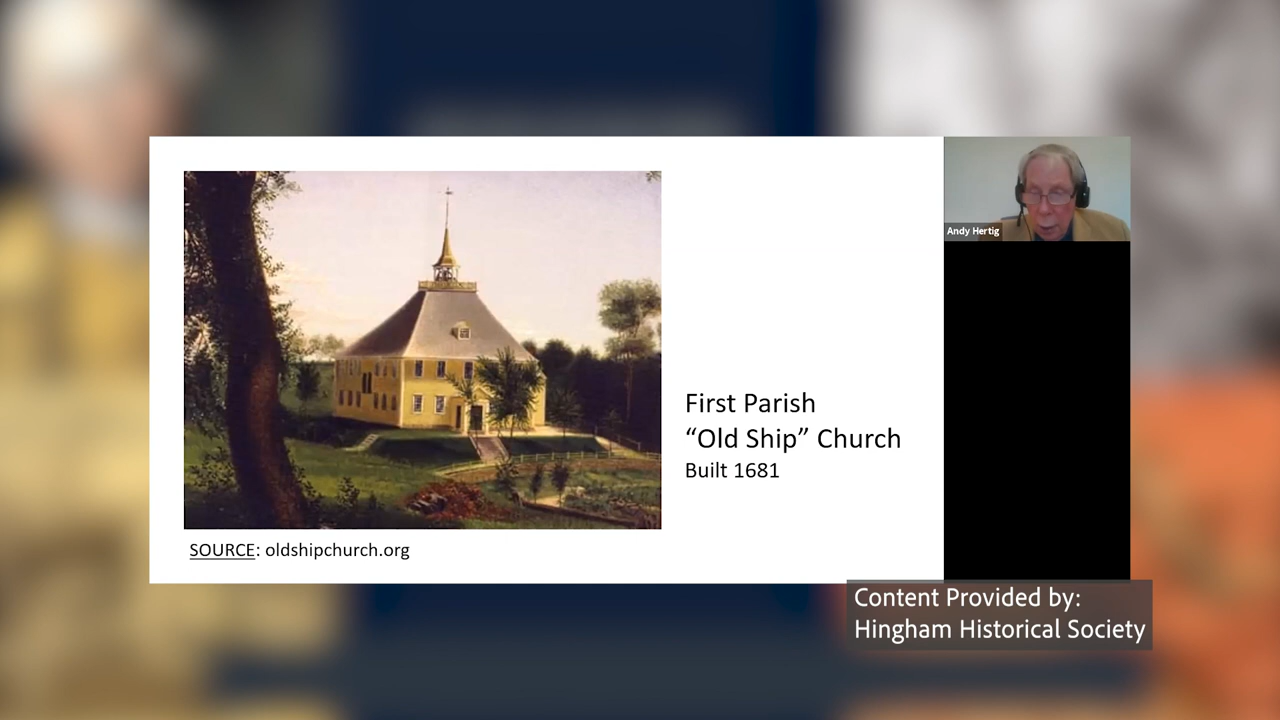 Andy Hertig
First Parish
“Old Ship” Church
Built 1681
SOURCE: oldshipchurch.org
Content Provided by:
Hingham Historical Society